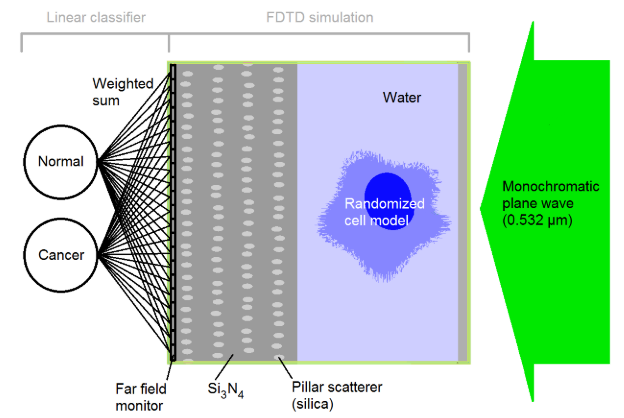 Linear classifier
FDTD simulation
Weighted
sum
Water
Normal
Cancer
Randomized
cell model
Monochromatic
plane wave
(0.532 µm)
Far field
monitor
Si₃N₄
Pillar scatterer
(silica)